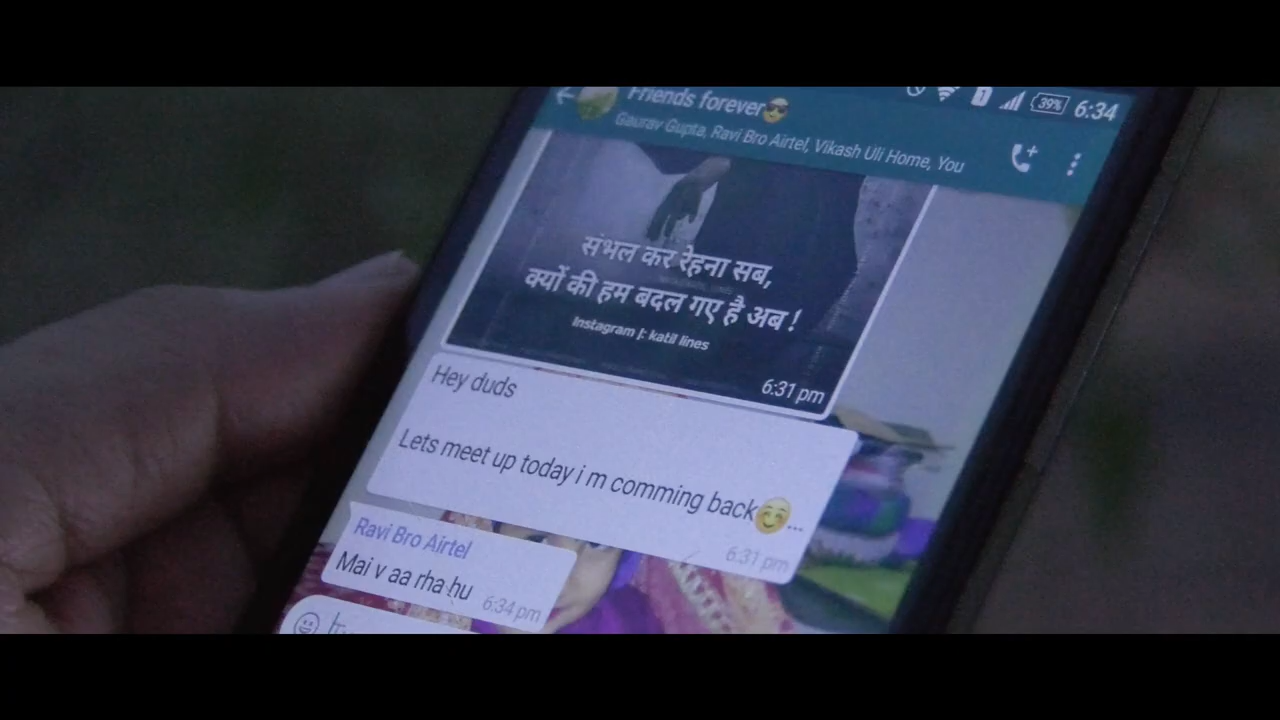 Friends forever😎
39% 6:34
Gaurav Gupta, Ravi Bro Airtel, Vikash Uli Home, You
संभल कर रेहना सब,
क्यों की हम बदल गए है अब !
Instagram |: katil lines
6:31 pm
Hey duds
Lets meet up today i m comming back😊...
6:31 pm
Ravi Bro Airtel
Mai v aa rha hu
6:34 pm